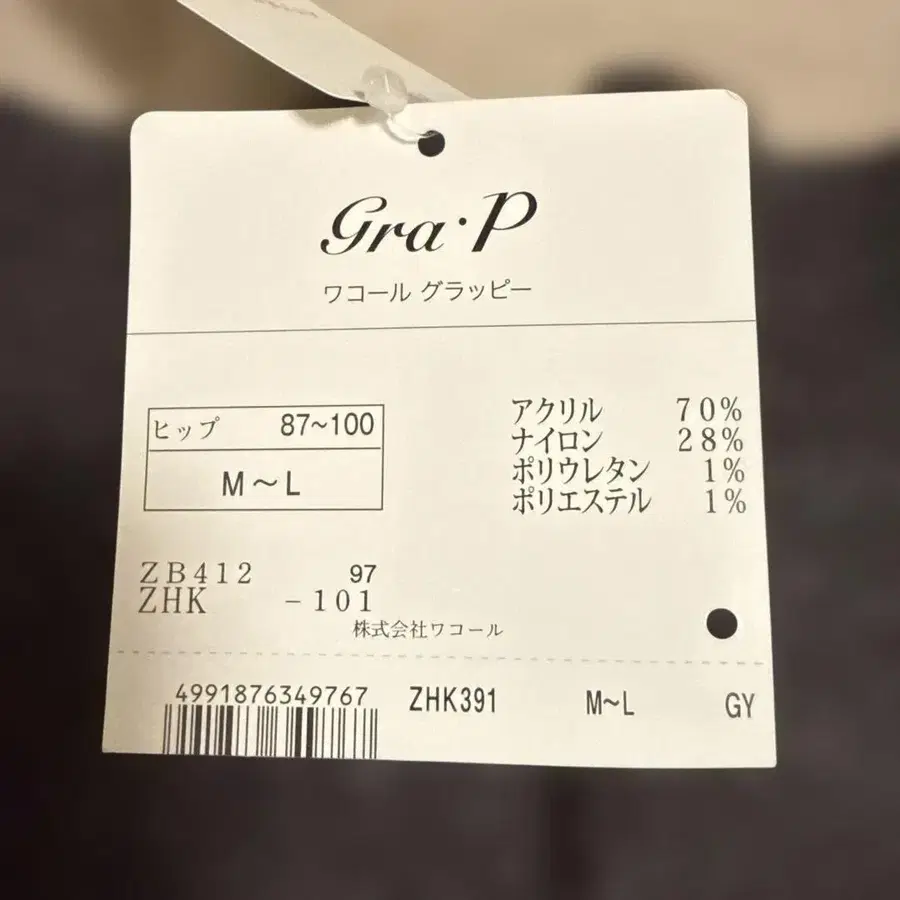 Gra·P
ワコール グラッピー
ヒップ 87~100
M~L
アクリル 70%
ナイロン 28%
ポリウレタン 1%
ポリエステル 1%
ZB412 97
ZHK -101
株式会社ワコール
4991876349767 ZHK391 M~L GY